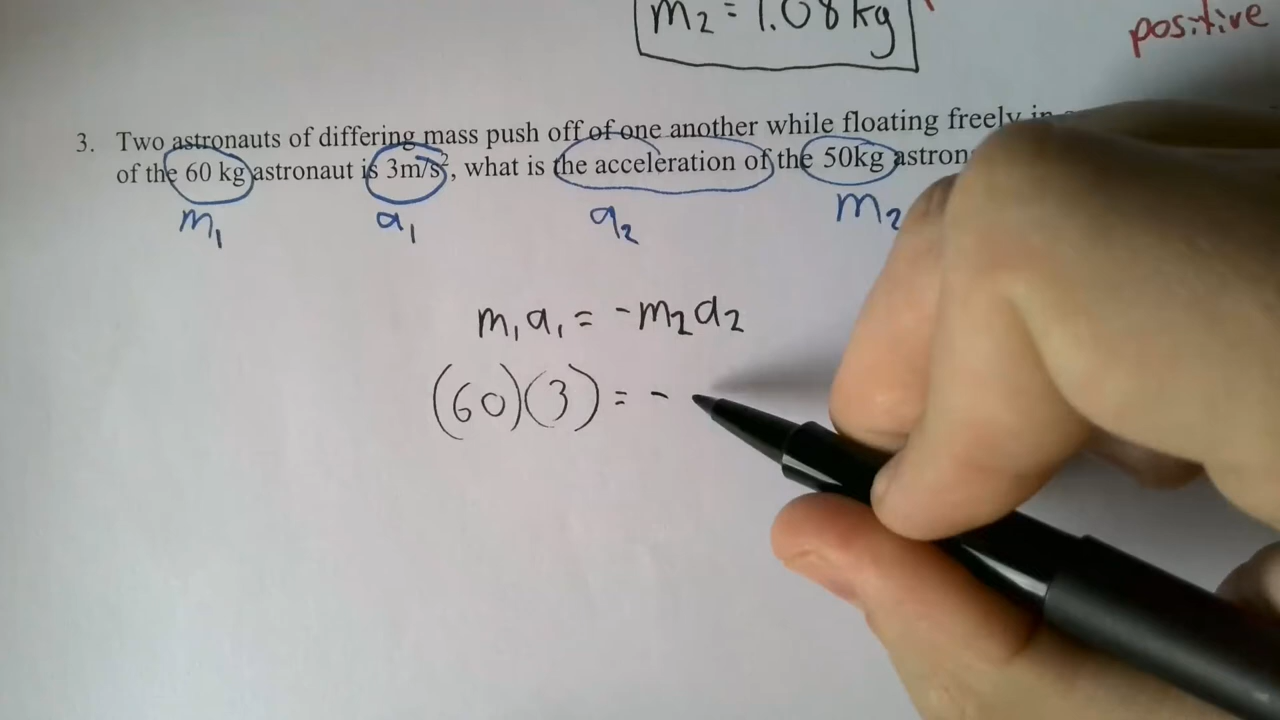 m₂ = 1.08 kg
positive
3. Two astronauts of differing mass push off of one another while floating freely in
of the 60 kg astronaut is 3m/s², what is the acceleration of the 50kg
m₁ a₁ a₂ m₂
m₁a₁ = -m₂a₂
(60)(3) = -